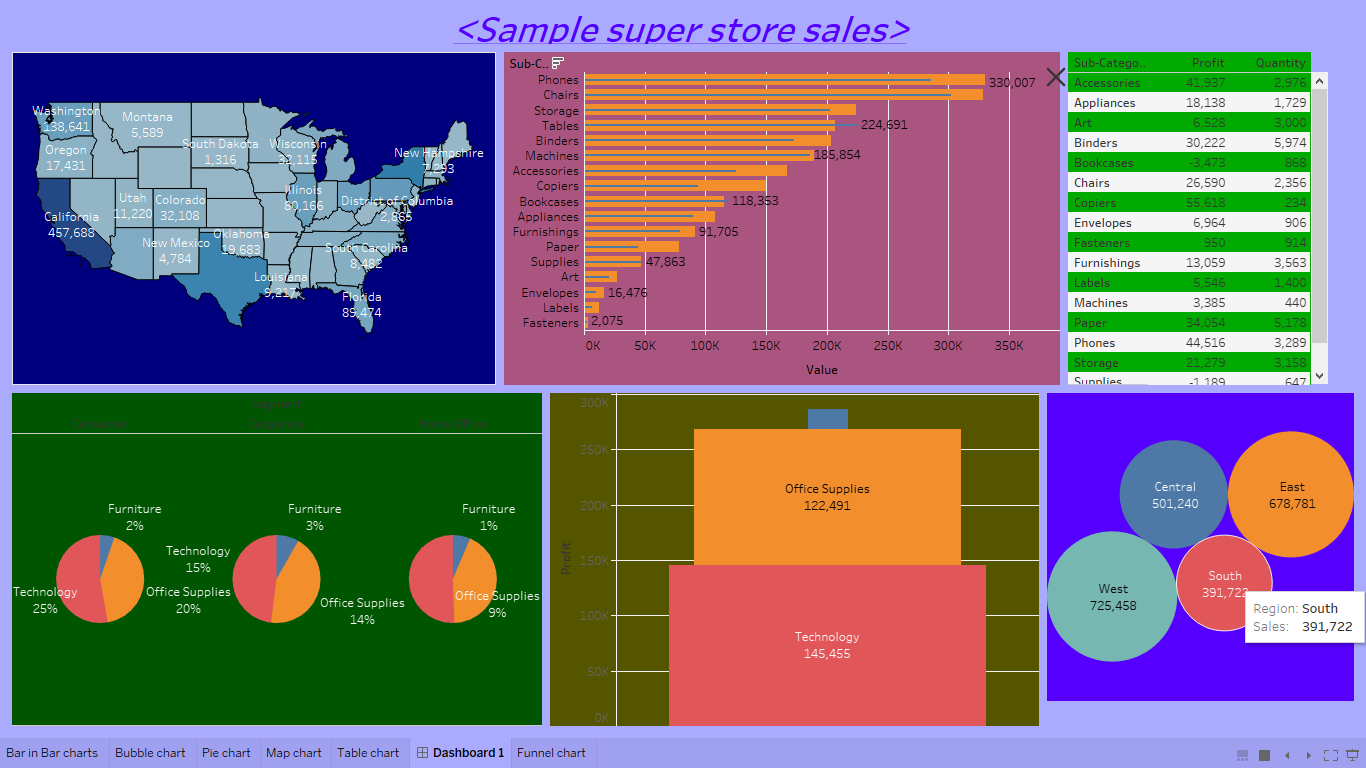 <Sample super store sales>
Washington
138,641
Montana
5,589
Oregon
17,431
South Dakota
1,316
Wisconsin
32,115
New Hampshire
7,293
Utah
11,220
Colorado
32,108
Illinois
80,166
District of Columbia
2,865
California
457,688
New Mexico
4,784
Oklahoma
19,683
South Carolina
8,482
Louisiana
9,217
Florida
89,474
Sub-C..
Phones 330,007
Chairs
Storage
Tables 224,691
Binders
Machines 185,854
Accessories
Copiers
Bookcases 118,353
Appliances
Furnishings 91,705
Paper
Supplies 47,863
Art
Envelopes 16,476
Labels
Fasteners 2,075
0K 50K 100K 150K 200K 250K 300K 350K
Value
Sub-Catego.. Profit Quantity
Accessories 41,937 2,976
Appliances 18,138 1,729
Art 6,528 3,000
Binders 30,222 5,974
Bookcases -3,473 868
Chairs 26,590 2,356
Copiers 55,618 234
Envelopes 6,964 906
Fasteners 950 914
Furnishings 13,059 3,563
Labels 5,546 1,400
Machines 3,385 440
Paper 34,054 5,178
Phones 44,516 3,289
Storage 21,279 3,158
Supplies -1,189 647
Furniture
2%
Technology
25%
Office Supplies
20%
Furniture
3%
Technology
15%
Office Supplies
14%
Furniture
1%
Office Supplies
9%
300K
250K
200K
150K
100K
50K
0K
Profit
Office Supplies
122,491
Technology
145,455
Central
501,240
East
678,781
West
725,458
South
391,722
Region: South
Sales: 391,722
Bar in Bar charts Bubble chart Pie chart Map chart Table chart Dashboard 1 Funnel chart